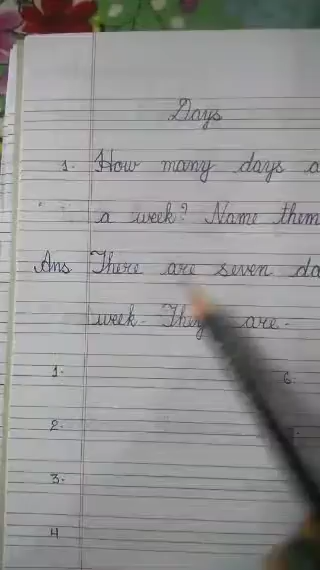 Days
1. How many days a
a week? Name them
Ans There are seven da
week. They are.
1. 6.
2.
3.
4